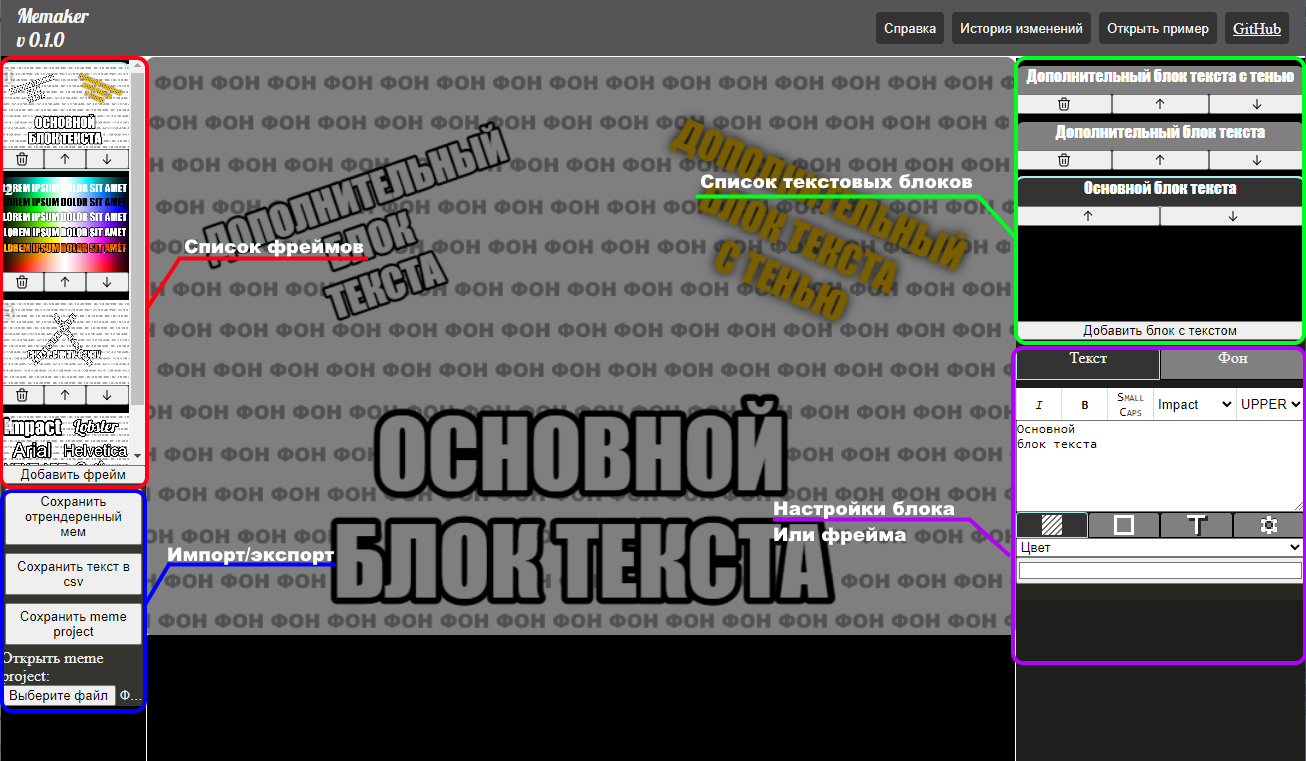 Memaker
v 0.1.0
Справка
История изменений
Открыть пример
GitHub
ОСНОВНОЙ
БЛОК ТЕКСТА
LOREM IPSUM DOLOR SIT AMET
LOREM IPSUM DOLOR SIT AMET
LOREM IPSUM DOLOR SIT AMET
LOREM IPSUM DOLOR SIT AMET
LOREM IPSUM DOLOR SIT AMET
Impact Lobster
Arial Helvetica
Добавить фрейм
Сохранить
отрендеренный
мем
Сохранить текст в
csv
Сохранить meme
project
Открыть meme
project:
Выберите файл Ф...
ФОН ФОН ФОН ФОН ФОН ФОН ФОН ФОН ФОН ФОН ФОН ФОН ФОН ФОН
ДОПОЛНИТЕЛЬНЫЙ
БЛОК
ТЕКСТА
ДОПОЛНИТЕЛЬНЫЙ
БЛОК ТЕКСТА
С ТЕНЬЮ
Список фреймов
Список текстовых блоков
ОСНОВНОЙ
БЛОК ТЕКСТА
Настройки блока
Или фрейма
Импорт/экспорт
Дополнительный блок текста с тенью
Дополнительный блок текста
Основной блок текста
Добавить блок с текстом
Текст
Фон
I B Small Caps Impact UPPER
Основной
блок текста
T
Цвет